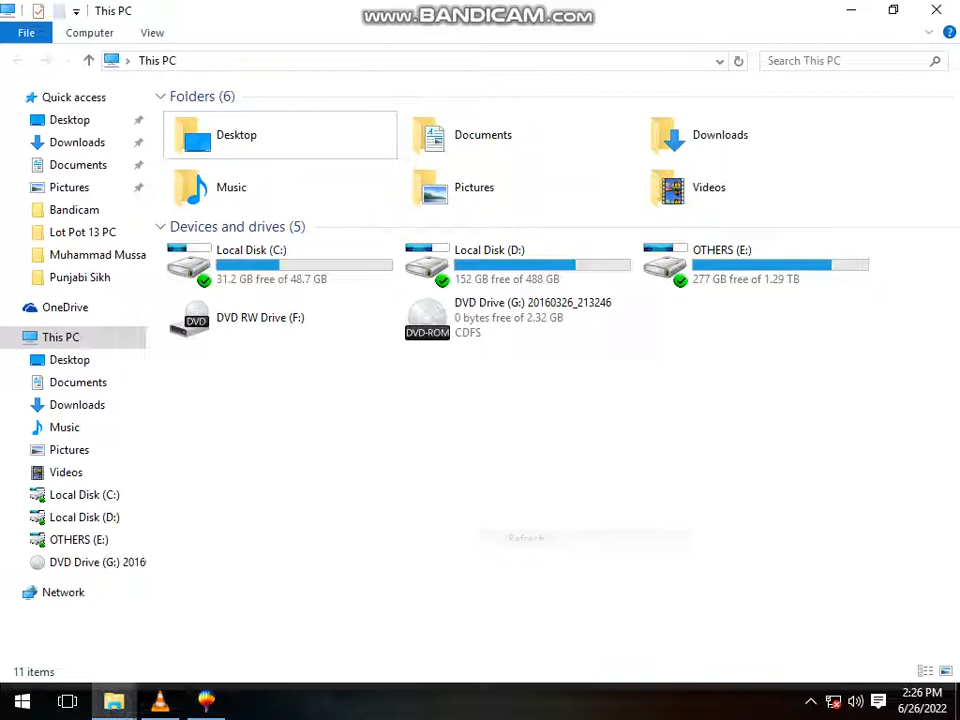 This PC
www.BANDICAM.com
File
Computer
View
This PC
Search This PC
Quick access
Desktop
Downloads
Documents
Pictures
Bandicam
Lot Pot 13 PC
Muhammad Mussa
Punjabi Sikh
OneDrive
This PC
Desktop
Documents
Downloads
Music
Pictures
Videos
Local Disk (C:)
Local Disk (D:)
OTHERS (E:)
DVD Drive (G:) 2016
Network
Folders (6)
Desktop
Documents
Downloads
Music
Pictures
Videos
Devices and drives (5)
Local Disk (C:)
31.2 GB free of 48.7 GB
Local Disk (D:)
152 GB free of 488 GB
OTHERS (E:)
277 GB free of 1.29 TB
DVD
DVD RW Drive (F:)
DVD-ROM
DVD Drive (G:) 20160326_213246
0 bytes free of 2.32 GB
CDFS
Refresh
11 items
2:26 PM
6/26/2022